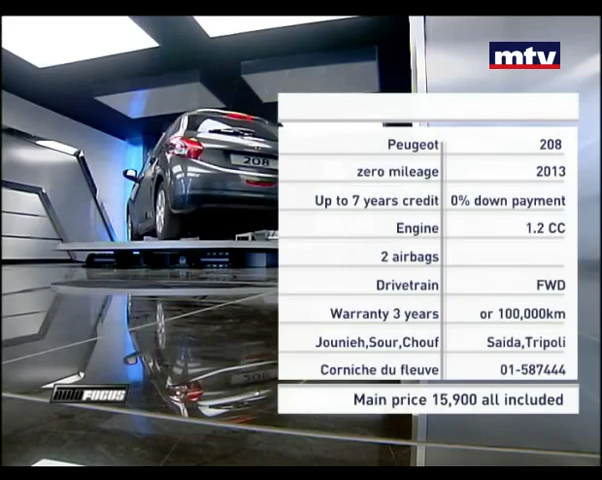 mtv
Peugeot 208
zero mileage 2013
Up to 7 years credit 0% down payment
208
Engine 1.2 CC
2 airbags
Drivetrain FWD
Warranty 3 years or 100,000km
Jounieh,Sour,Chouf Saida,Tripoli
Corniche du fleuve 01-587444
AUTO FOCUS
Main price 15,900 all included